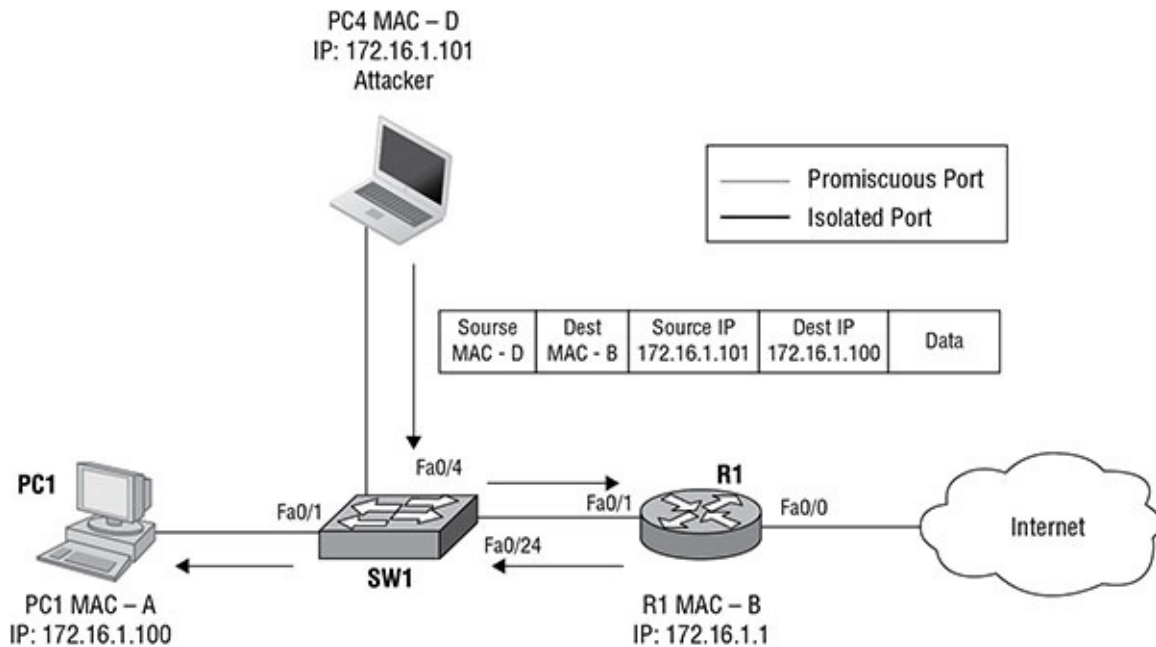 PC4 MAC – D
IP: 172.16.1.101
Attacker
Promiscuous Port
Isolated Port
Sourse
MAC - D
Dest
MAC - B
Source IP
172.16.1.101
Dest IP
172.16.1.100
Data
Fa0/4
PC1
Fa0/1
SW1
Fa0/24
Fa0/1
R1
Fa0/0
Internet
PC1 MAC – A
IP: 172.16.1.100
R1 MAC – B
IP: 172.16.1.1